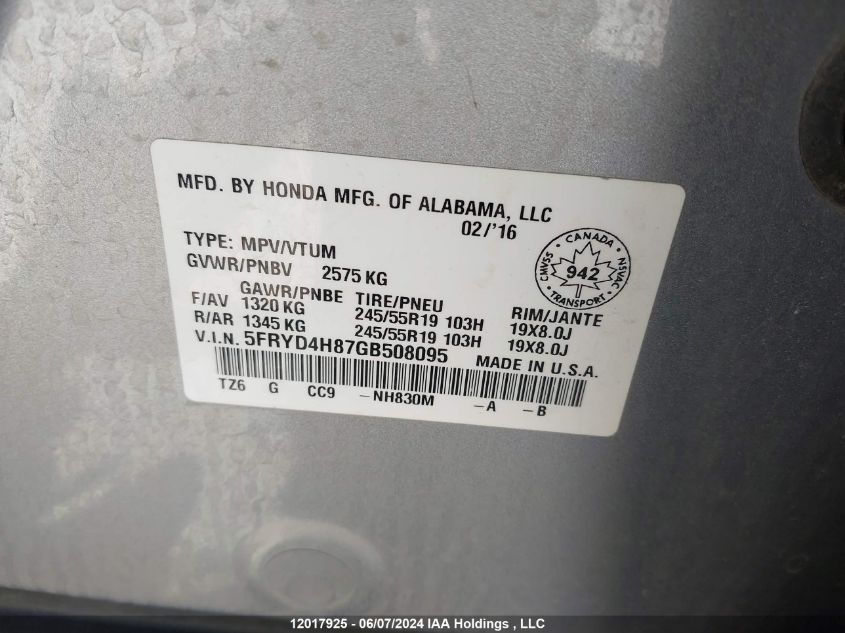 MFD. BY HONDA MFG. OF ALABAMA, LLC
02/'16
TYPE: MPV/VTUM
GVWR/PNBV 2575 KG
GAWR/PNBE TIRE/PNEU RIM/JANTE
F/AV 1320 KG 245/55R19 103H 19X8.0J
R/AR 1345 KG 245/55R19 103H 19X8.0J
V.I.N. 5FRYD4H87GB508095 MADE IN U.S.A.
TZ6 G CC9 -NH830M -A -B
CANADA
CMVSS 942 NSVAC
TRANSPORT
12017925 - 06/07/2024 IAA Holdings , LLC